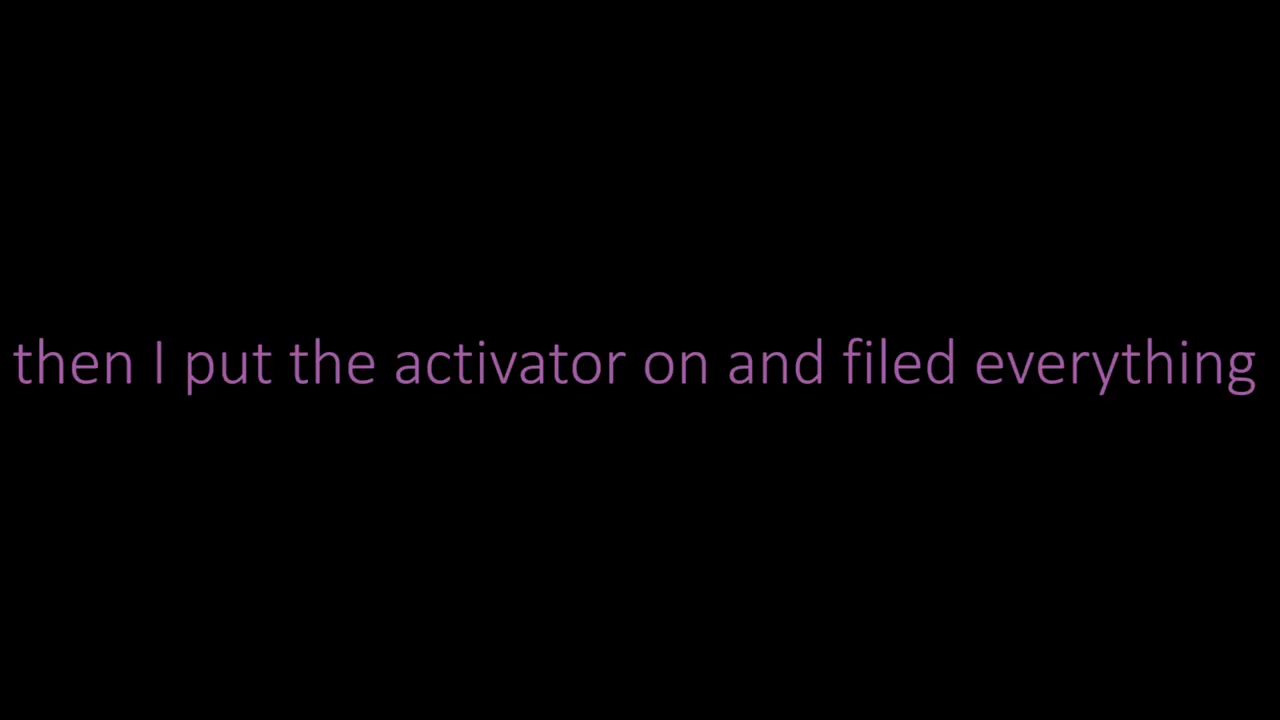 then I put the activator on and filed everything